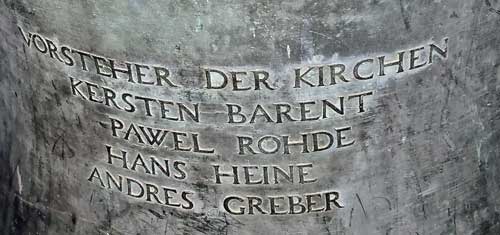 VORSTEHER DER KIRCHEN
KERSTEN BARENT
PAWEL ROHDE
HANS HEINE
ANDRES GREBER